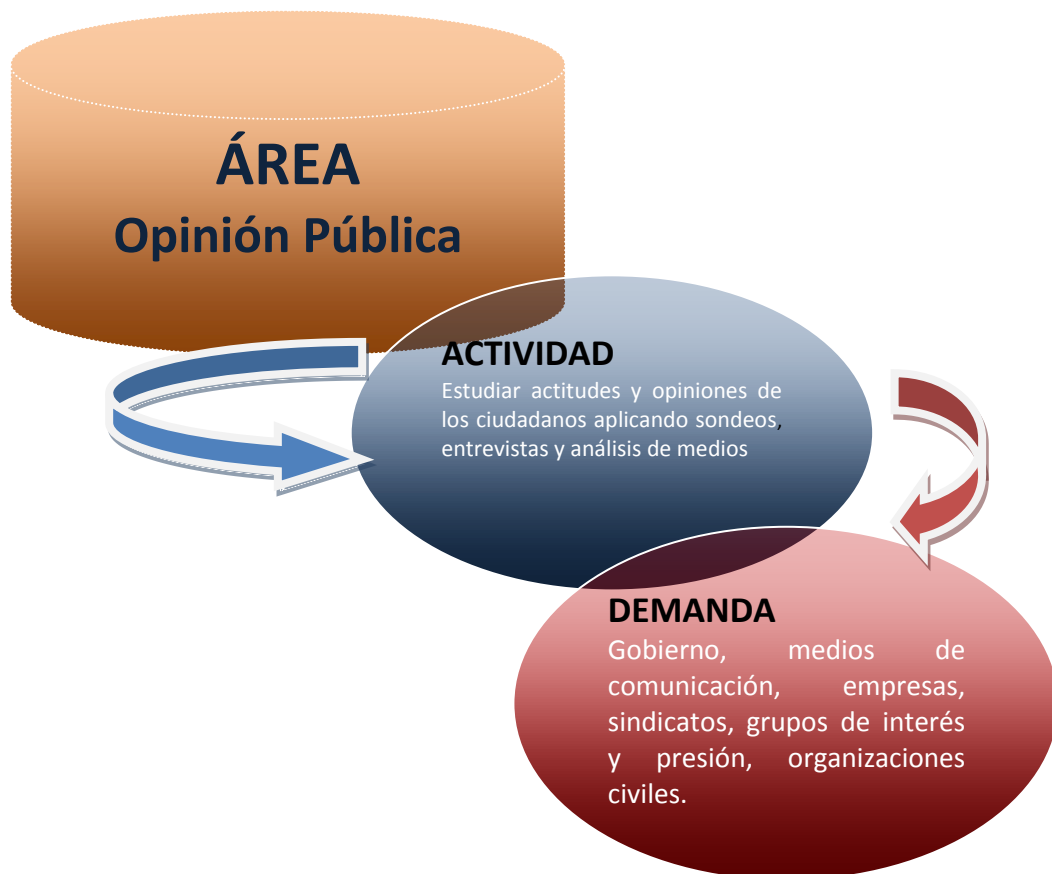 ÁREA
Opinión Pública
ACTIVIDAD
Estudiar actitudes y opiniones de
los ciudadanos aplicando sondeos,
entrevistas y análisis de medios
DEMANDA
Gobierno, medios de
comunicación, empresas,
sindicatos, grupos de interés
y presión, organizaciones
civiles.